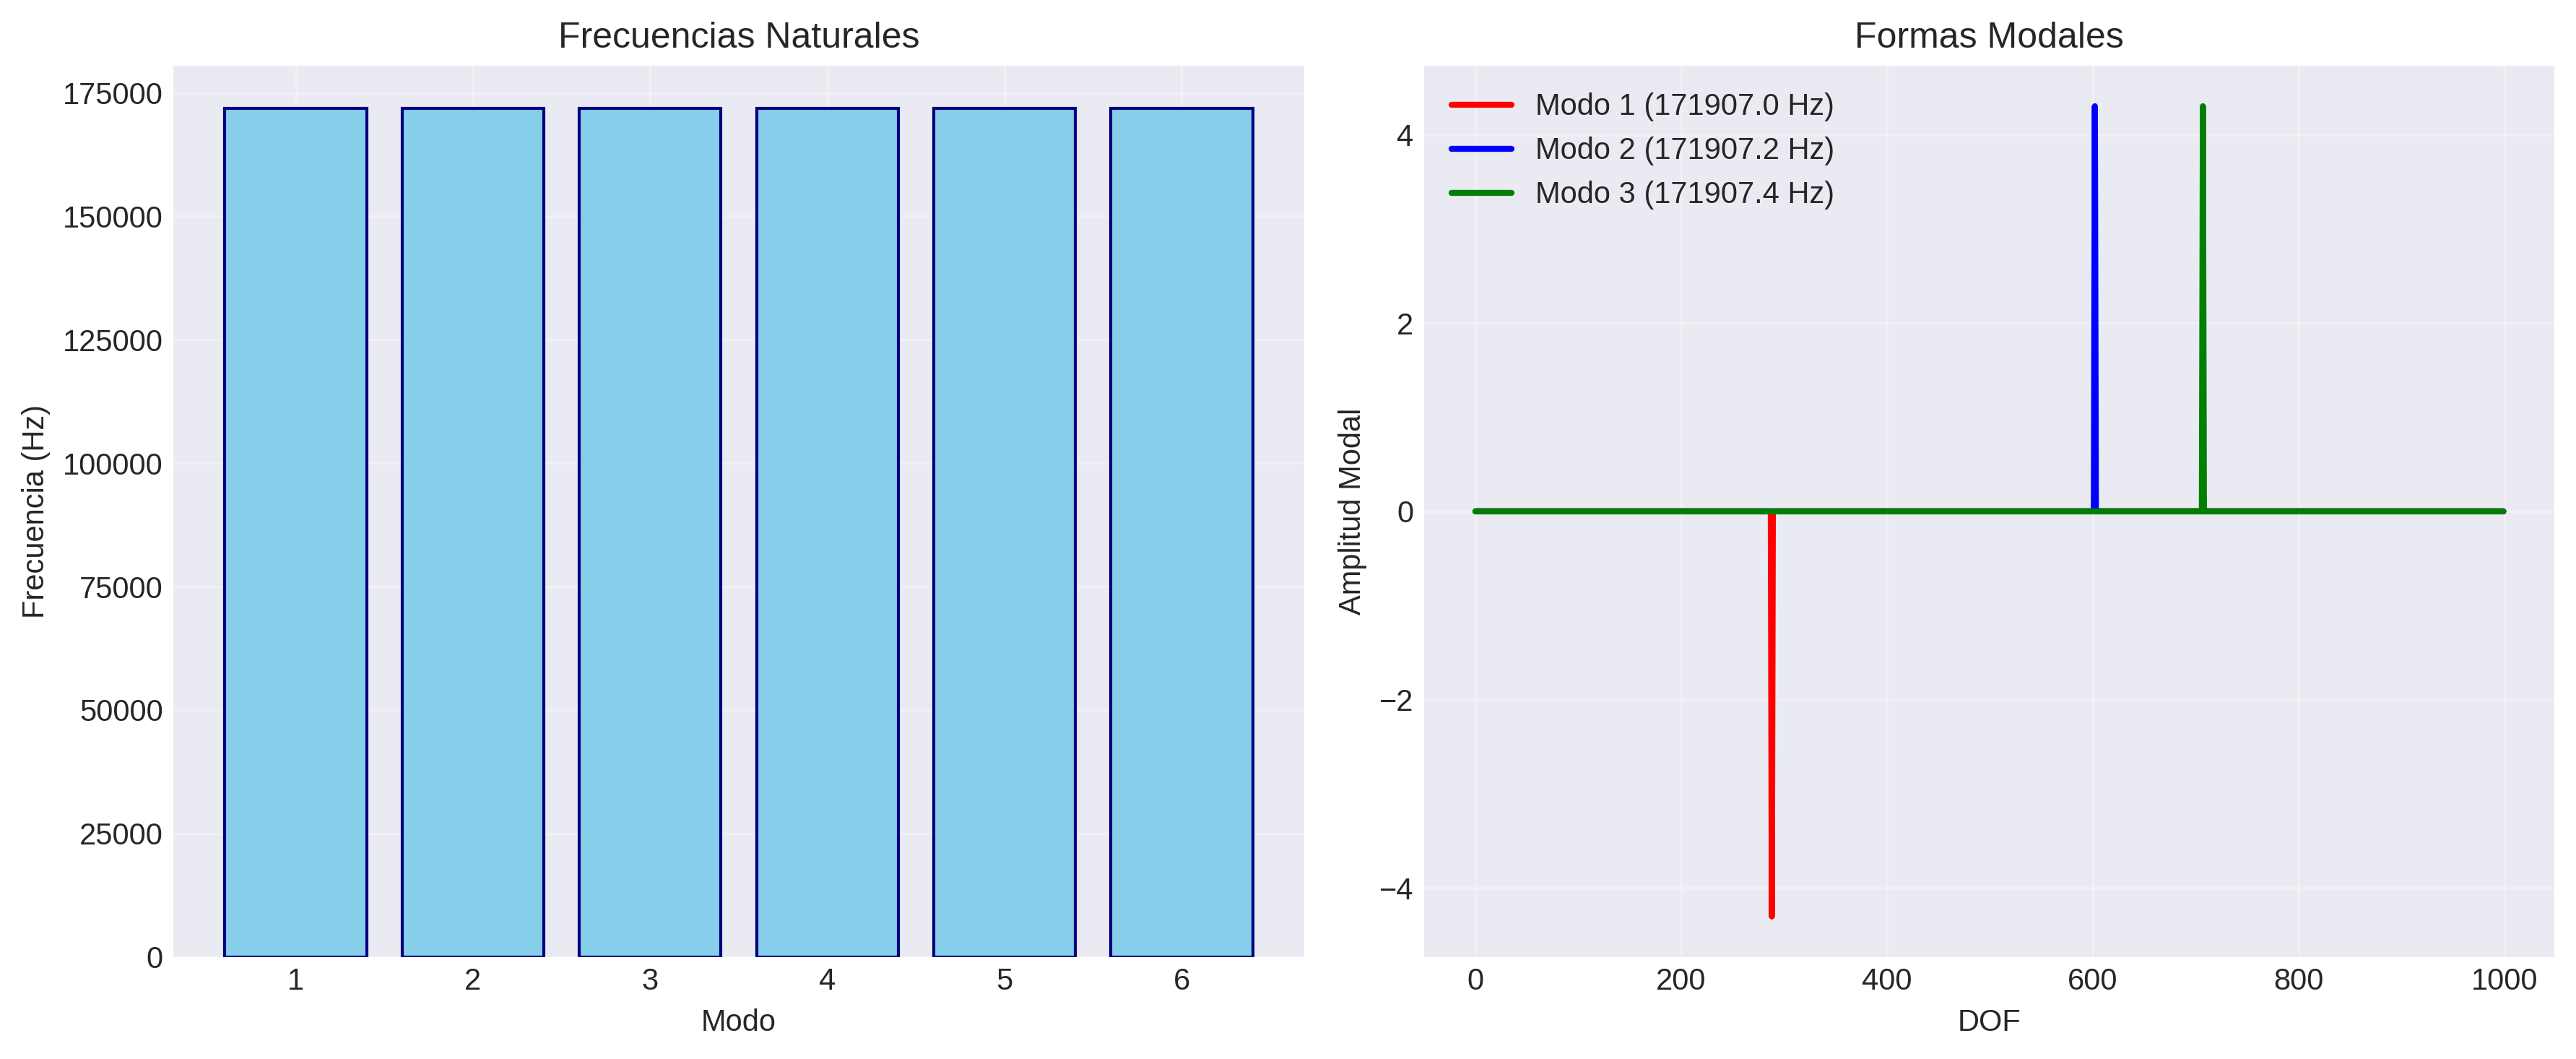 Frecuencias Naturales
Frecuencia (Hz)
175000
150000
125000
100000
75000
50000
25000
0
1 2 3 4 5 6
Modo
Formas Modales
Modo 1 (171907.0 Hz)
Modo 2 (171907.2 Hz)
Modo 3 (171907.4 Hz)
Amplitud Modal
4
2
0
−2
−4
0 200 400 600 800 1000
DOF